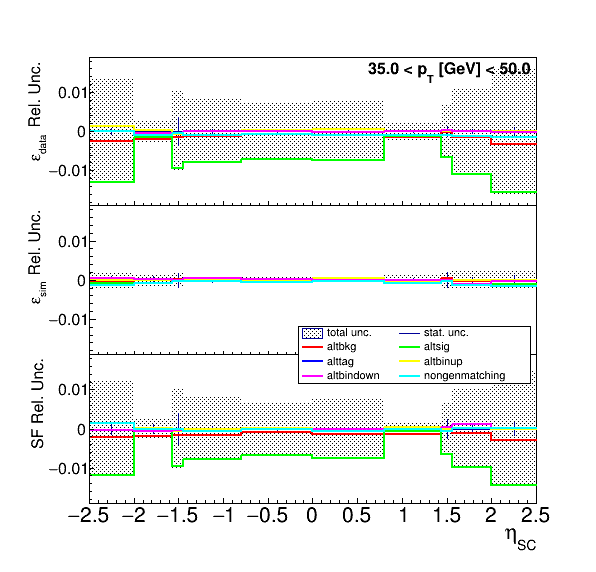 35.0 < p_T [GeV] < 50.0
ε_data Rel. Unc.
0.01
0
−0.01
ε_sim Rel. Unc.
0.01
0
−0.01
total unc. stat. unc.
altbkg altsig
alttag altbinup
altbindown nongenmatching
SF Rel. Unc.
0.01
0
−0.01
−2.5 −2 −1.5 −1 −0.5 0 0.5 1 1.5 2 2.5
η_SC